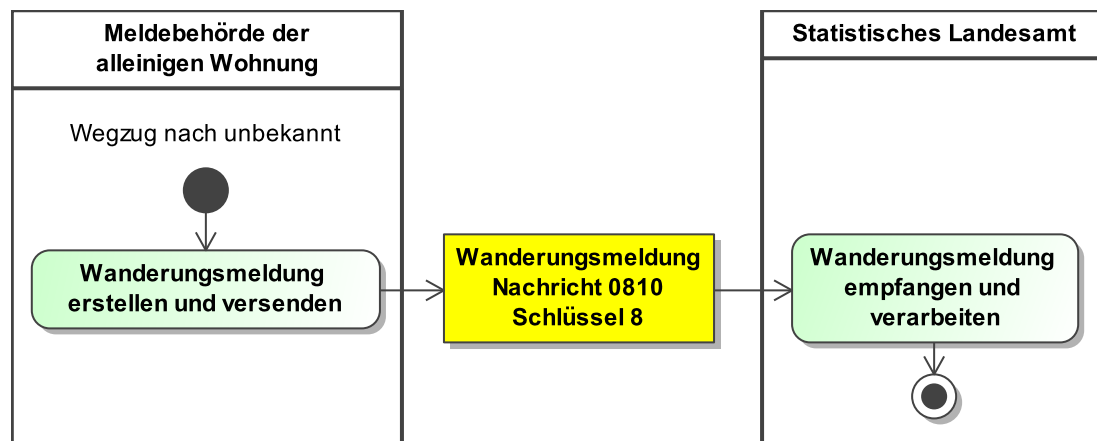 Meldebehörde der
alleinigen Wohnung
Statistisches Landesamt
Wegzug nach unbekannt
Wanderungsmeldung
erstellen und versenden
Wanderungsmeldung
Nachricht 0810
Schlüssel 8
Wanderungsmeldung
empfangen und
verarbeiten